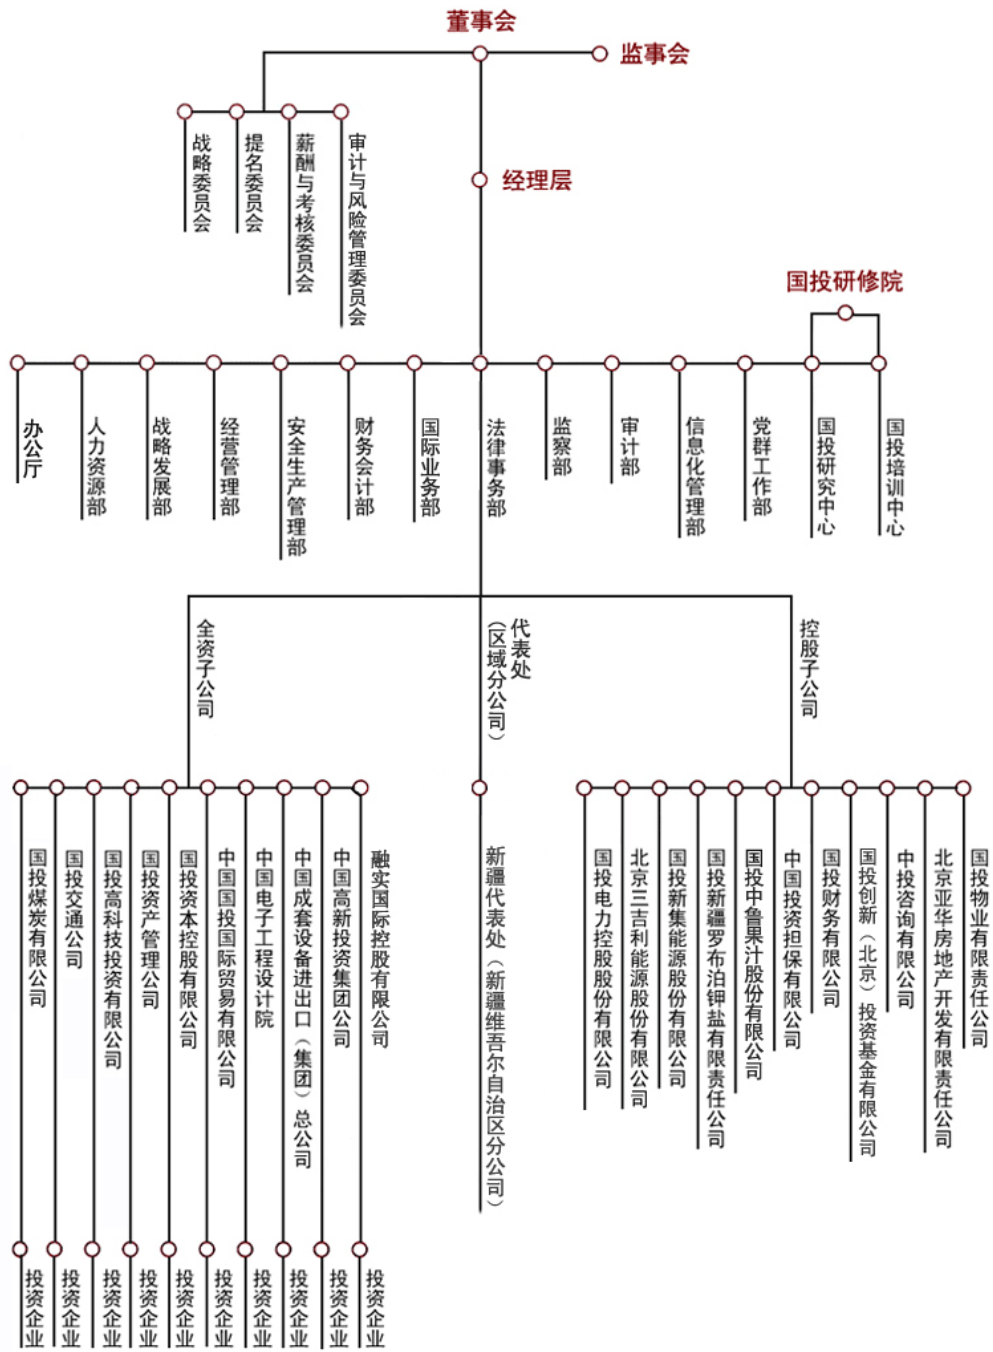 董事会
监事会
战略委员会
提名委员会
薪酬与考核委员会
审计与风险管理委员会
经理层
国投研修院
办公厅
人力资源部
战略发展部
经营管理部
安全生产管理部
财务会计部
国际业务部
法律事务部
监察部
审计部
信息化管理部
党群工作部
国投研究中心
国投培训中心
全资子公司
代表处
（区域分公司）
控股子公司
国投煤炭有限公司
国投交通公司
国投高科技投资有限公司
国投资产管理公司
国投资本控股有限公司
中国国投国际贸易有限公司
中国电子工程设计院
中国成套设备进出口（集团）总公司
中国高新投资集团公司
融实国际控股有限公司
新疆代表处（新疆维吾尔自治区分公司）
国投电力控股股份有限公司
北京三吉利能源股份有限公司
国投新集能源股份有限公司
国投新疆罗布泊钾盐有限责任公司
国投中鲁果汁股份有限公司
中国投资担保有限公司
国投财务有限公司
国投创新（北京）投资基金有限公司
中投咨询有限公司
北京亚华房地产开发有限责任公司
国投物业有限责任公司
投资企业
投资企业
投资企业
投资企业
投资企业
投资企业
投资企业
投资企业
投资企业
投资企业